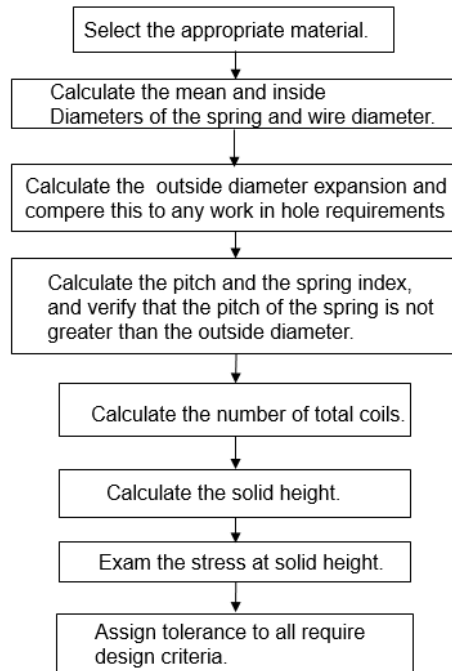 Select the appropriate material.
Calculate the mean and inside
Diameters of the spring and wire diameter.
Calculate the outside diameter expansion and
compere this to any work in hole requirements
Calculate the pitch and the spring index,
and verify that the pitch of the spring is not
greater than the outside diameter.
Calculate the number of total coils.
Calculate the solid height.
Exam the stress at solid height.
Assign tolerance to all require
design criteria.